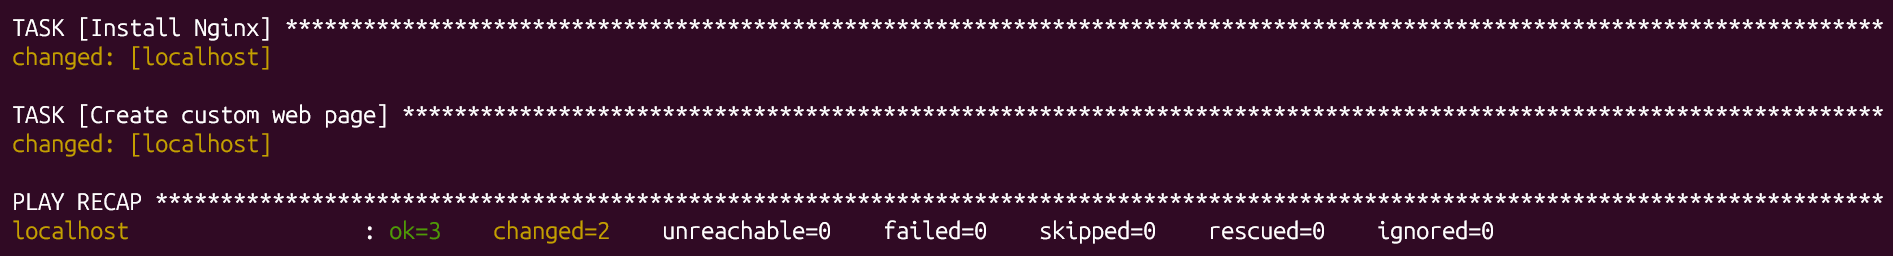 TASK [Install Nginx] ***************************************************************************************************************************
changed: [localhost]
TASK [Create custom web page] ******************************************************************************************************************
changed: [localhost]
PLAY RECAP *************************************************************************************************************************************
localhost                  : ok=3    changed=2    unreachable=0    failed=0    skipped=0    rescued=0    ignored=0